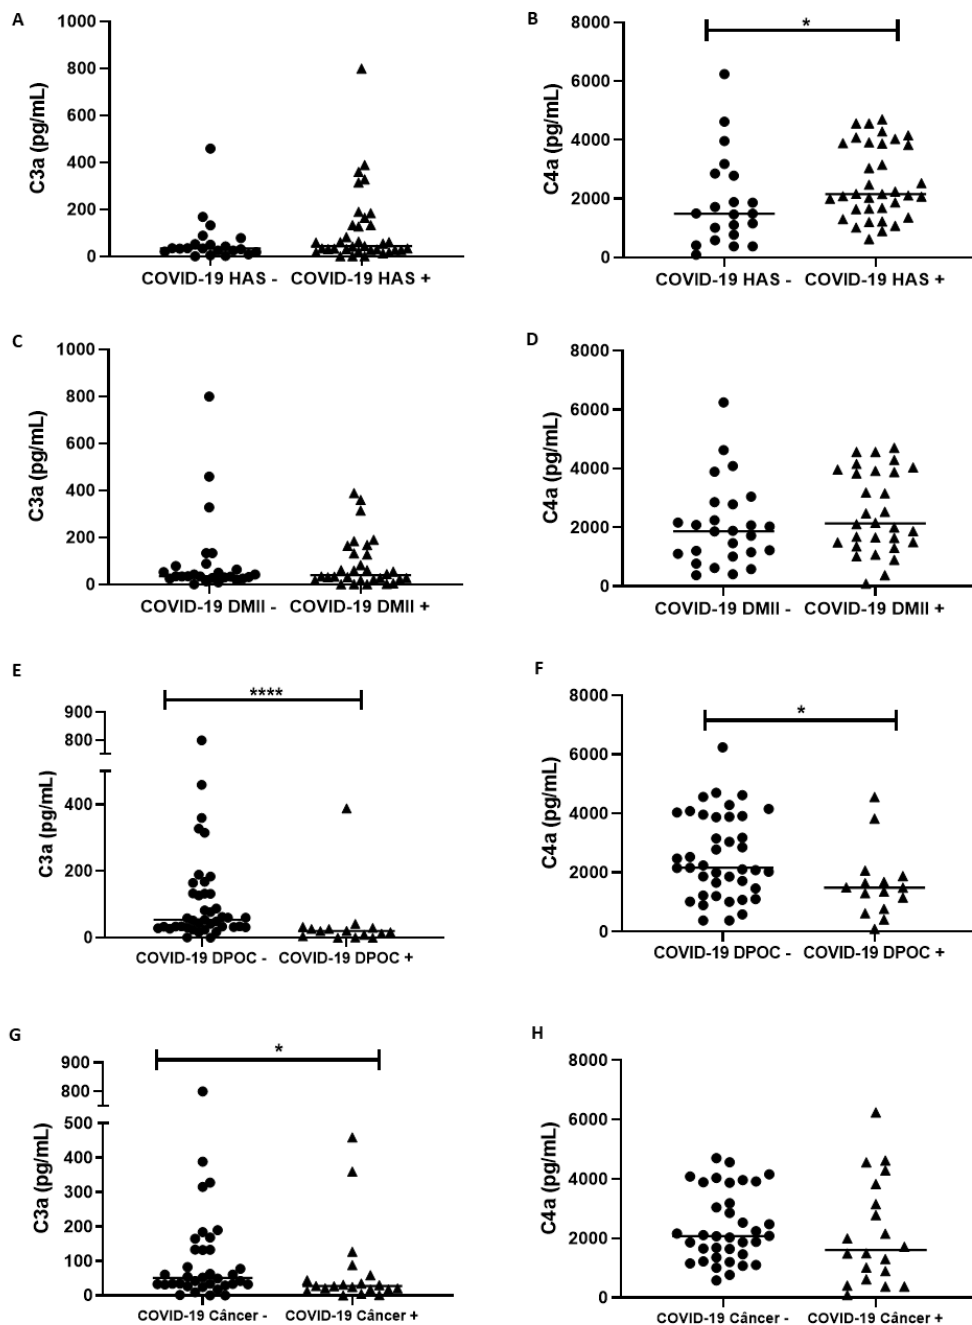 A
1000
800
600
400
200
0
C3a (pg/mL)
COVID-19 HAS - COVID-19 HAS +
B
*
8000
6000
4000
2000
0
C4a (pg/mL)
COVID-19 HAS - COVID-19 HAS +
C
1000
800
600
400
200
0
C3a (pg/mL)
COVID-19 DMII - COVID-19 DMII +
D
8000
6000
4000
2000
0
C4a (pg/mL)
COVID-19 DMII - COVID-19 DMII +
E
****
900
800
400
200
0
C3a (pg/mL)
COVID-19 DPOC - COVID-19 DPOC +
F
*
8000
6000
4000
2000
0
C4a (pg/mL)
COVID-19 DPOC - COVID-19 DPOC +
G
*
900
800
500
400
300
200
100
0
C3a (pg/mL)
COVID-19 Câncer - COVID-19 Câncer +
H
8000
6000
4000
2000
0
C4a (pg/mL)
COVID-19 Câncer - COVID-19 Câncer +